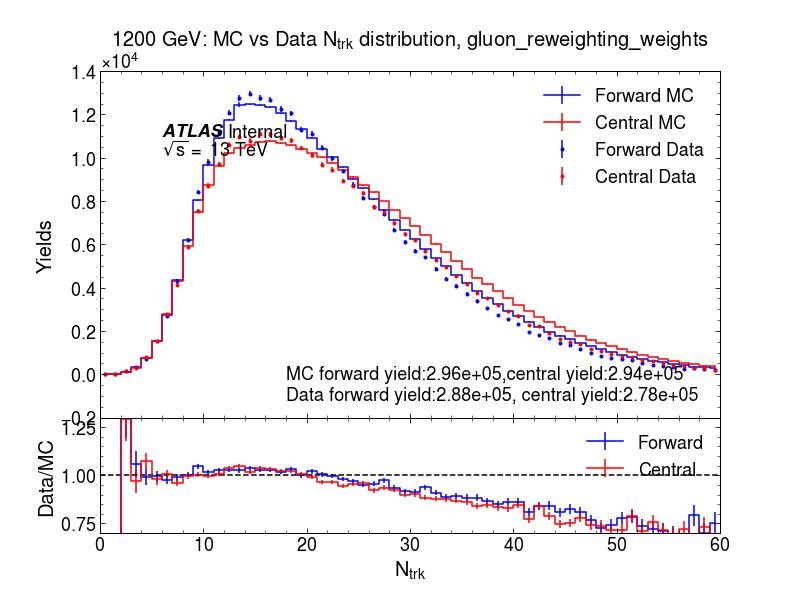 1200 GeV: MC vs Data N_trk distribution, gluon_reweighting_weights
×10⁴
1.4
1.2
1.0
0.8
0.6
0.4
0.2
0.0
0.2
Yields
ATLAS Internal
√s = 13 TeV
Forward MC
Central MC
Forward Data
Central Data
MC forward yield:2.96e+05,central yield:2.94e+05
Data forward yield:2.88e+05, central yield:2.78e+05
1.25
1.00
0.75
Data/MC
Forward
Central
0 10 20 30 40 50 60
N_trk